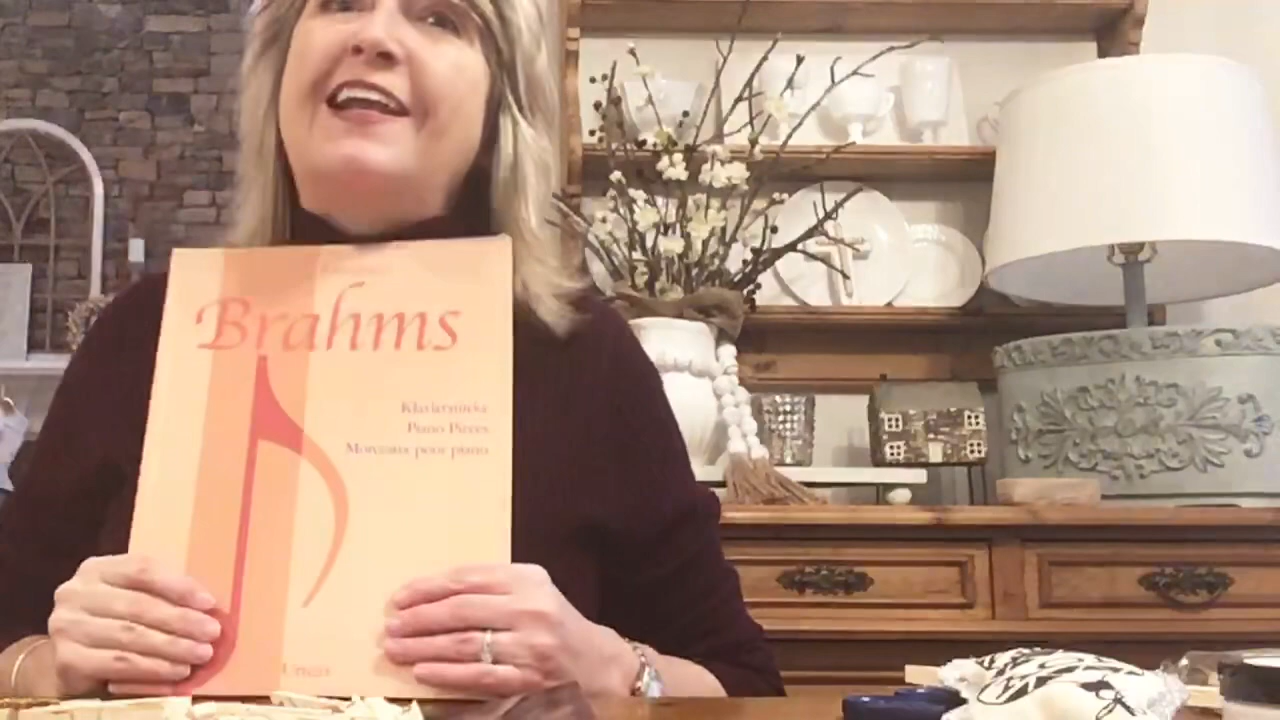 Brahms
Klavierstücke
Piano Pieces
Morceaux pour piano